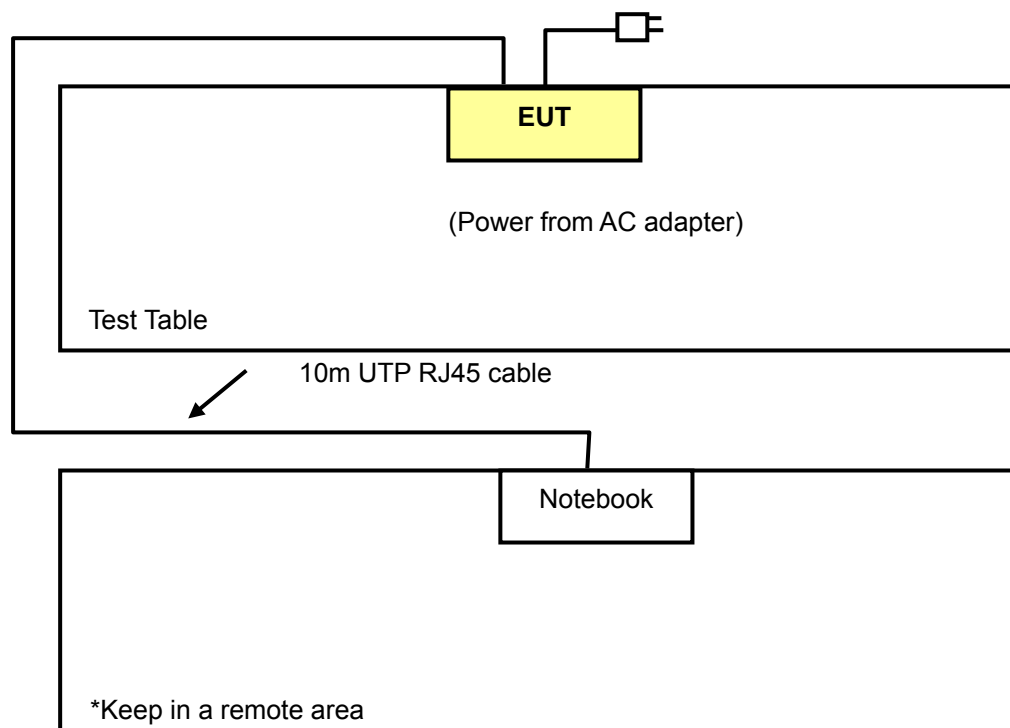 EUT
(Power from AC adapter)
Test Table
10m UTP RJ45 cable
Notebook
*Keep in a remote area